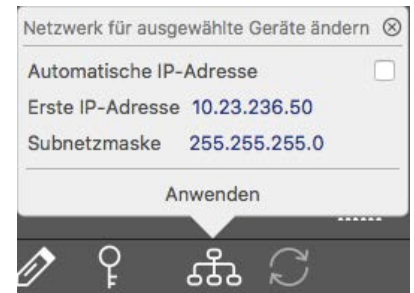 Netzwerk für ausgewählte Geräte ändern
Automatische IP-Adresse
Erste IP-Adresse 10.23.236.50
Subnetzmaske 255.255.255.0
Anwenden